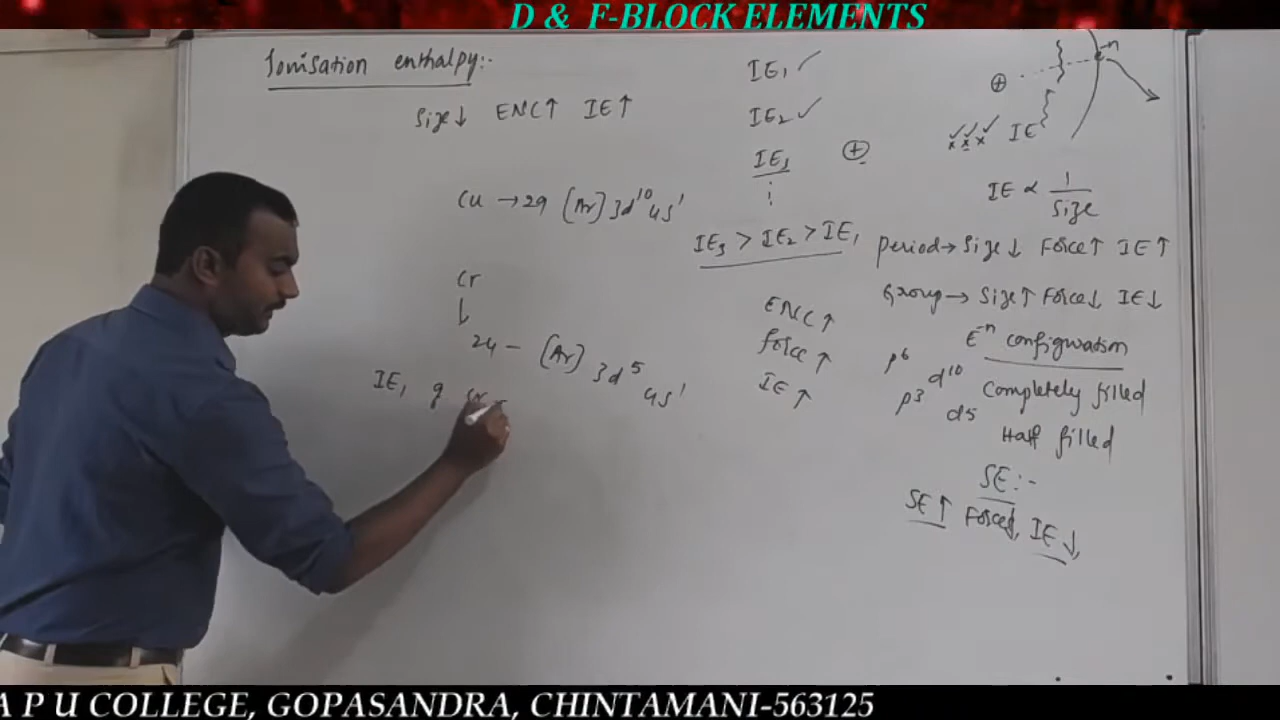 D & F-BLOCK ELEMENTS
Ionisation enthalpy:-
Size↓ ENC↑ IE↑
Cu → 29 [Ar] 3d¹⁰ 4s¹
Cr
↓
24 - [Ar] 3d⁵ 4s¹
IE₁ of
IE₁ ✓
IE₂ ✓
IE₃
⋮
IE₃ > IE₂ > IE₁
ENC↑
force↑
IE↑
⊕
⊕
IE
IE ∝ 1/Size
Period → Size↓ Force↑ IE↑
Group → Size↑ Force↓ IE↓
E⁻ⁿ configuration
p⁶ d¹⁰ Completely filled
p³ d⁵ Half filled
SE:-
SE↑ Force↓, IE↓,
A P U COLLEGE, GOPASANDRA, CHINTAMANI-563125